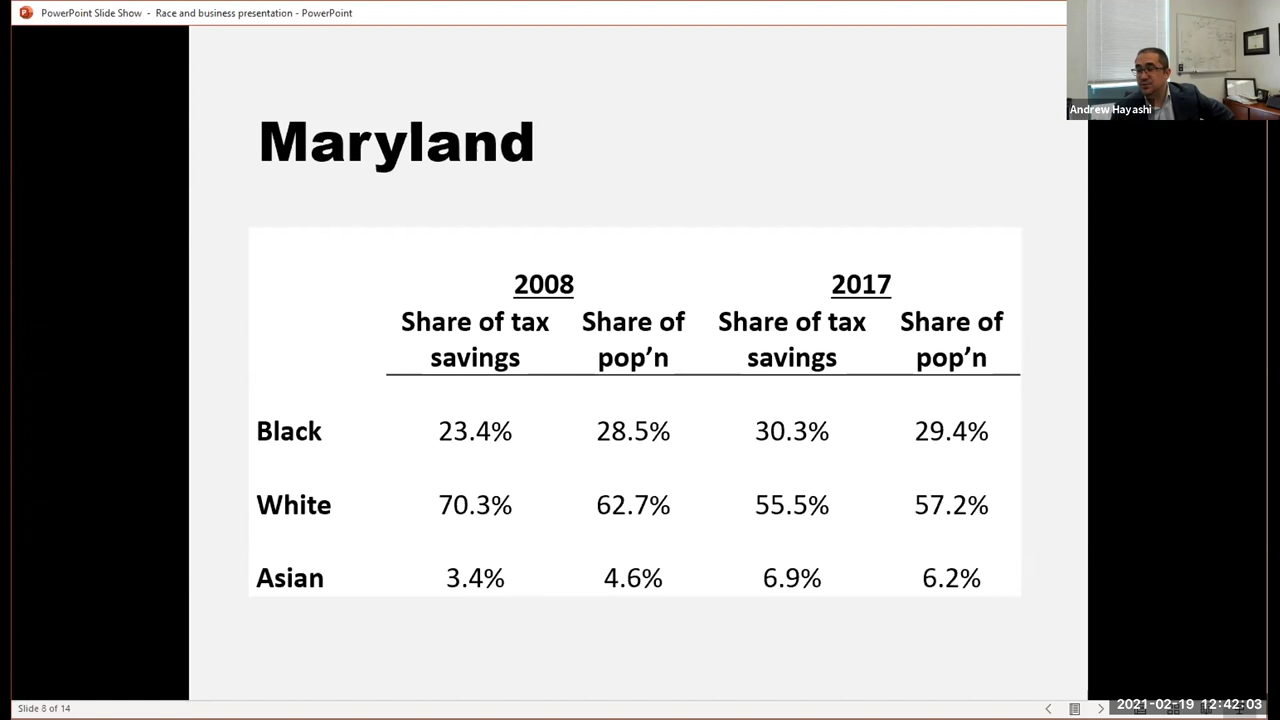 PowerPoint Slide Show - Race and business presentation - PowerPoint
Andrew Hayashi
Maryland
2008 2017
Share of tax savings Share of pop’n Share of tax savings Share of pop’n
Black 23.4% 28.5% 30.3% 29.4%
White 70.3% 62.7% 55.5% 57.2%
Asian 3.4% 4.6% 6.9% 6.2%
Slide 8 of 14
2021-02-19 12:42:03